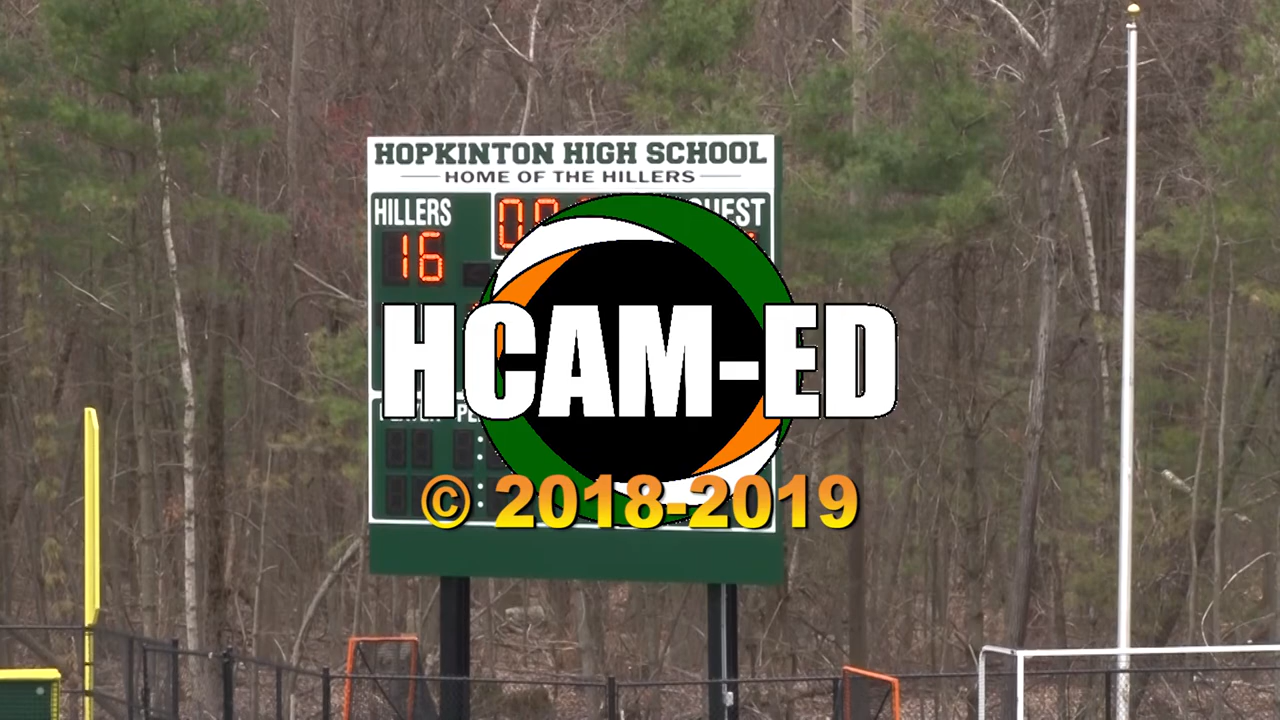 HOPKINTON HIGH SCHOOL
HOME OF THE HILLERS
HILLERS
16
HCAM-ED
© 2018-2019